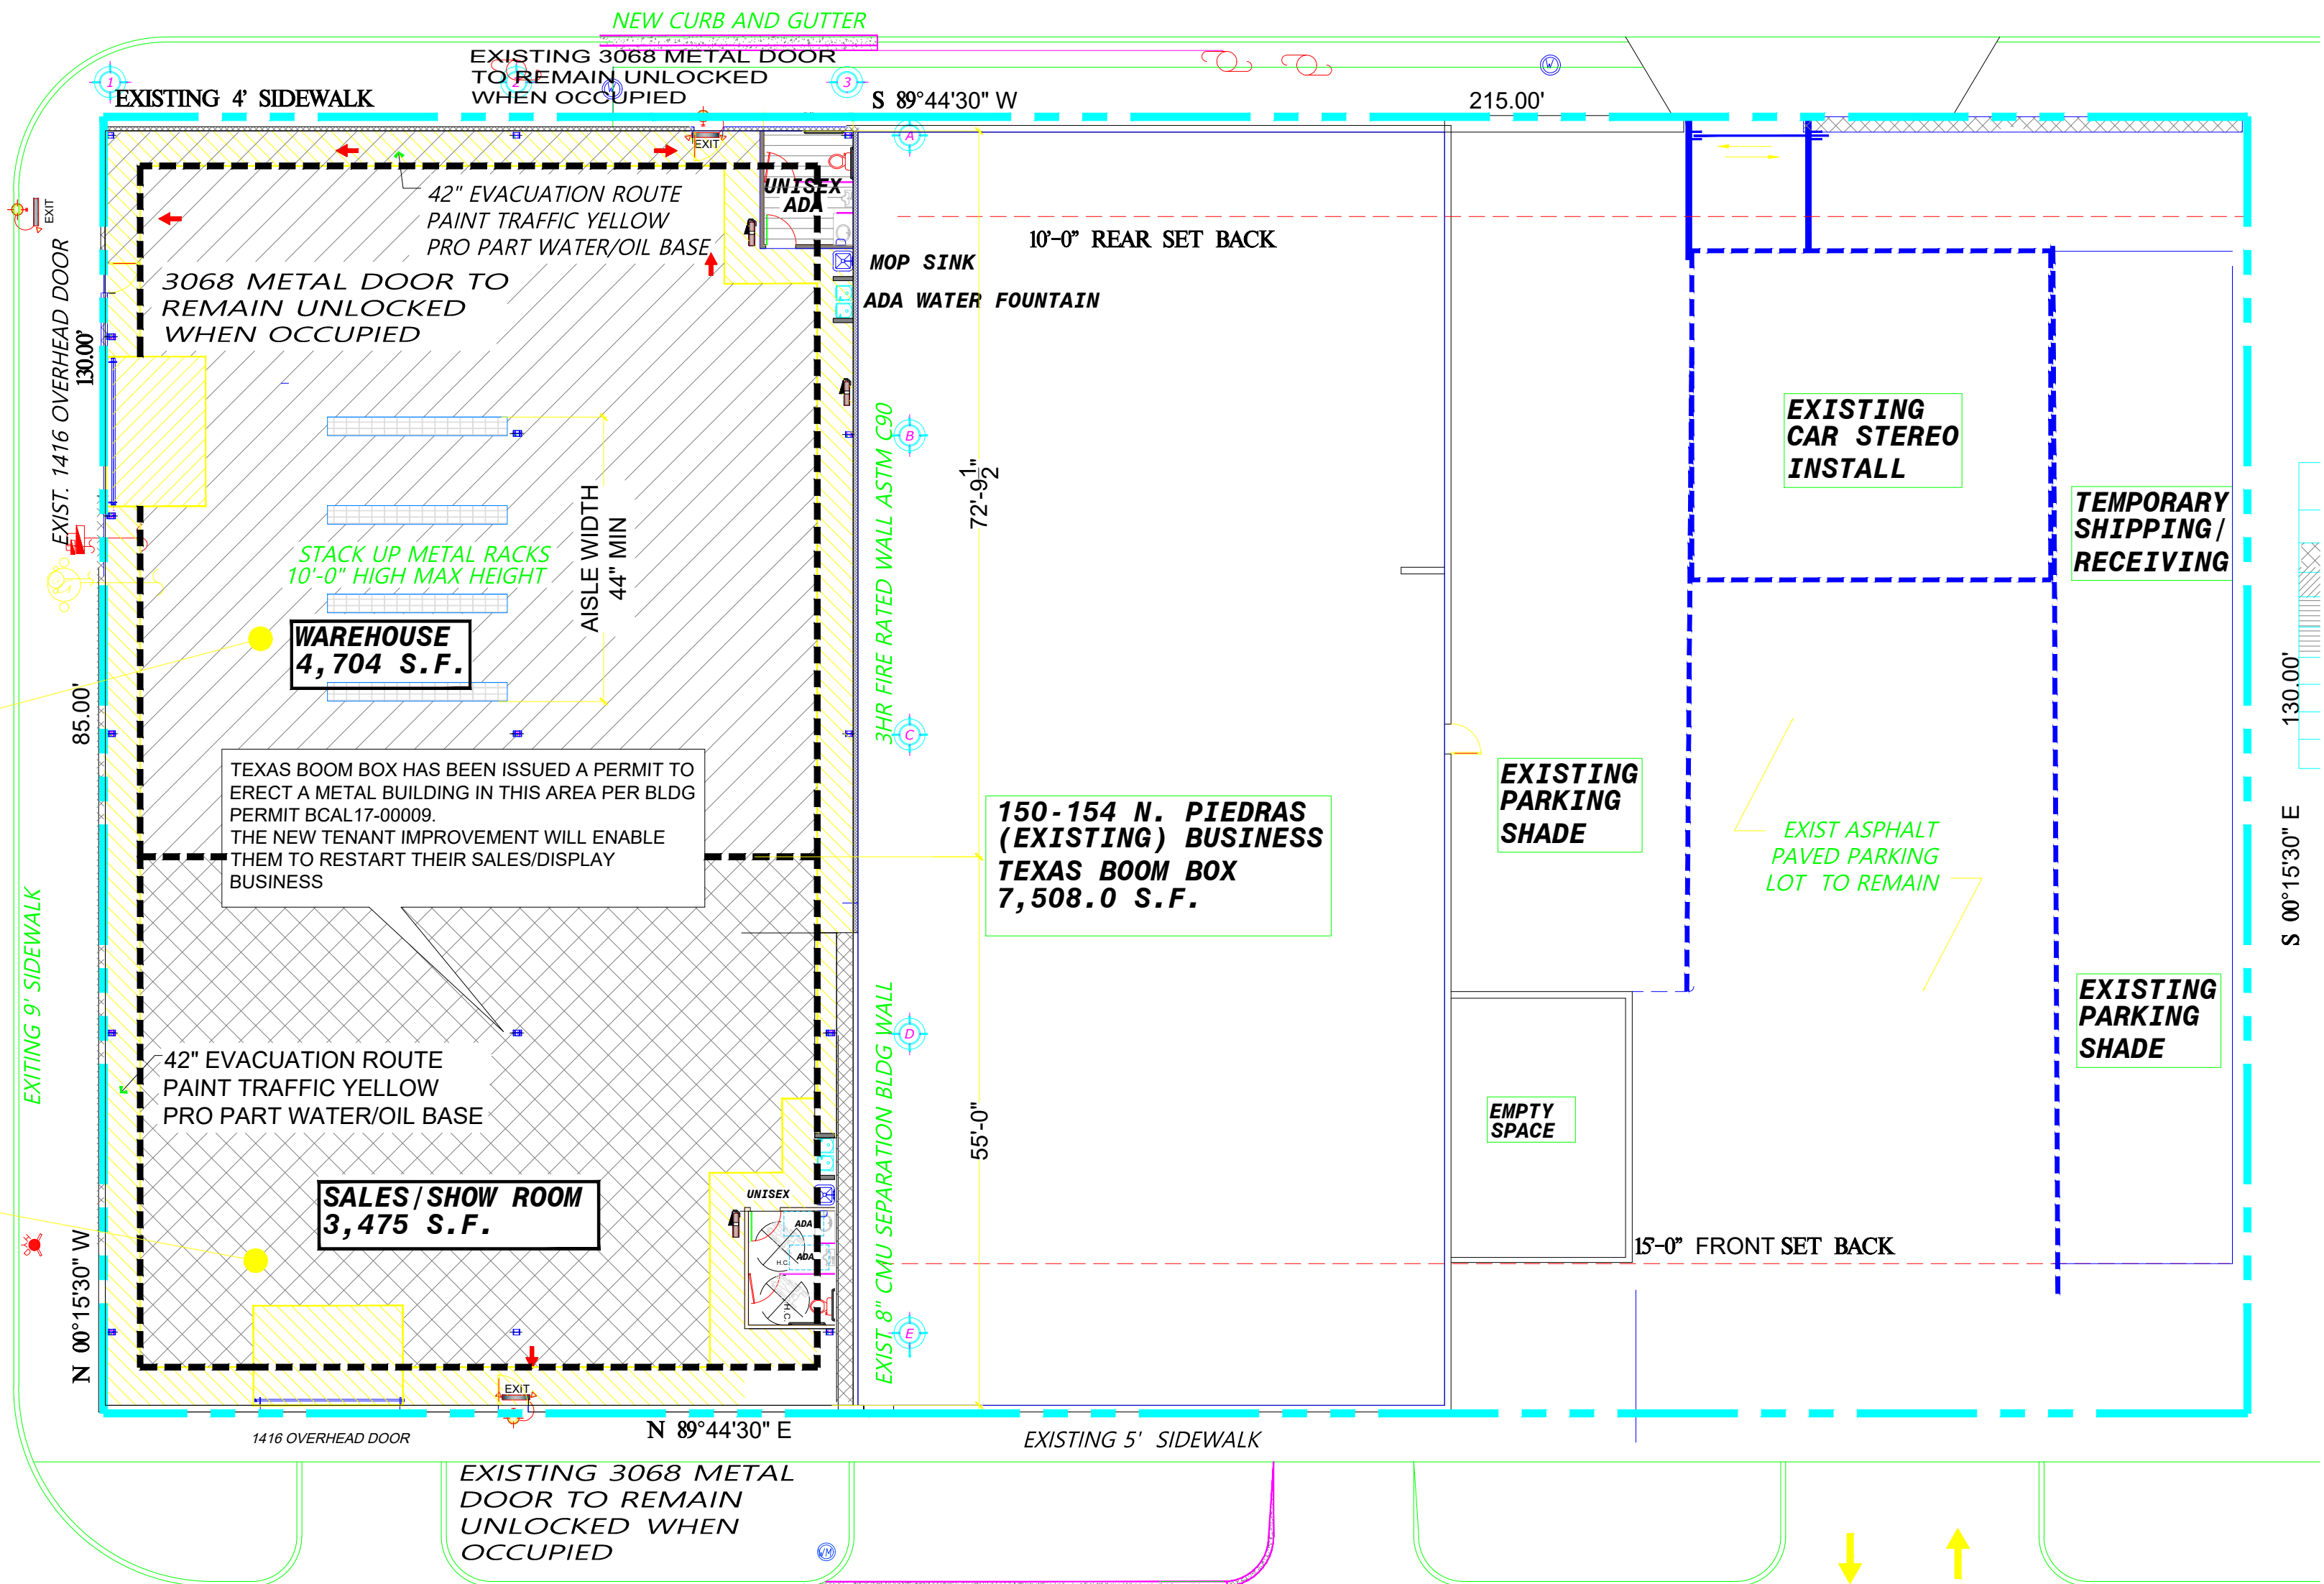 NEW CURB AND GUTTER
EXISTING 3068 METAL DOOR
TO REMAIN UNLOCKED
WHEN OCCUPIED
1
2
3
W
W
EXISTING 4' SIDEWALK
S 89°44'30" W
215.00'
EXIT
A
UNISEX
ADA
42" EVACUATION ROUTE
PAINT TRAFFIC YELLOW
PRO PART WATER/OIL BASE
EXIT
10'-0" REAR SET BACK
MOP SINK
ADA WATER FOUNTAIN
3068 METAL DOOR TO
REMAIN UNLOCKED
WHEN OCCUPIED
EXIST. 1416 OVERHEAD DOOR
130.00'
EXISTING
CAR STEREO
INSTALL
B
3HR FIRE RATED WALL ASTM C90
72'-9 1/2"
AISLE WIDTH
44" MIN
TEMPORARY
SHIPPING/
RECEIVING
STACK UP METAL RACKS
10'-0" HIGH MAX HEIGHT
WAREHOUSE
4,704 S.F.
85.00'
C
130.00'
S 00°15'30" E
TEXAS BOOM BOX HAS BEEN ISSUED A PERMIT TO
ERECT A METAL BUILDING IN THIS AREA PER BLDG
PERMIT BCAL17-00009.
THE NEW TENANT IMPROVEMENT WILL ENABLE
THEM TO RESTART THEIR SALES/DISPLAY
BUSINESS
150-154 N. PIEDRAS
(EXISTING) BUSINESS
TEXAS BOOM BOX
7,508.0 S.F.
EXISTING
PARKING
SHADE
EXIST ASPHALT
PAVED PARKING
LOT TO REMAIN
EXITING 9' SIDEWALK
D
EXISTING
PARKING
SHADE
42" EVACUATION ROUTE
PAINT TRAFFIC YELLOW
PRO PART WATER/OIL BASE
EXIST 8" CMU SEPARATION BLDG WALL
55'-0"
EMPTY
SPACE
SALES/SHOW ROOM
3,475 S.F.
UNISEX
ADA
ADA
H.C.
H.C.
15'-0" FRONT SET BACK
N 00°15'30" W
E
EXIT
1416 OVERHEAD DOOR
N 89°44'30" E
EXISTING 5' SIDEWALK
EXISTING 3068 METAL
DOOR TO REMAIN
UNLOCKED WHEN
OCCUPIED
WM